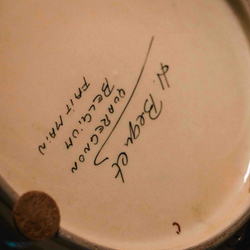 H. Bequet
QUAREGNON
BELGIUM
FAIT MAIN